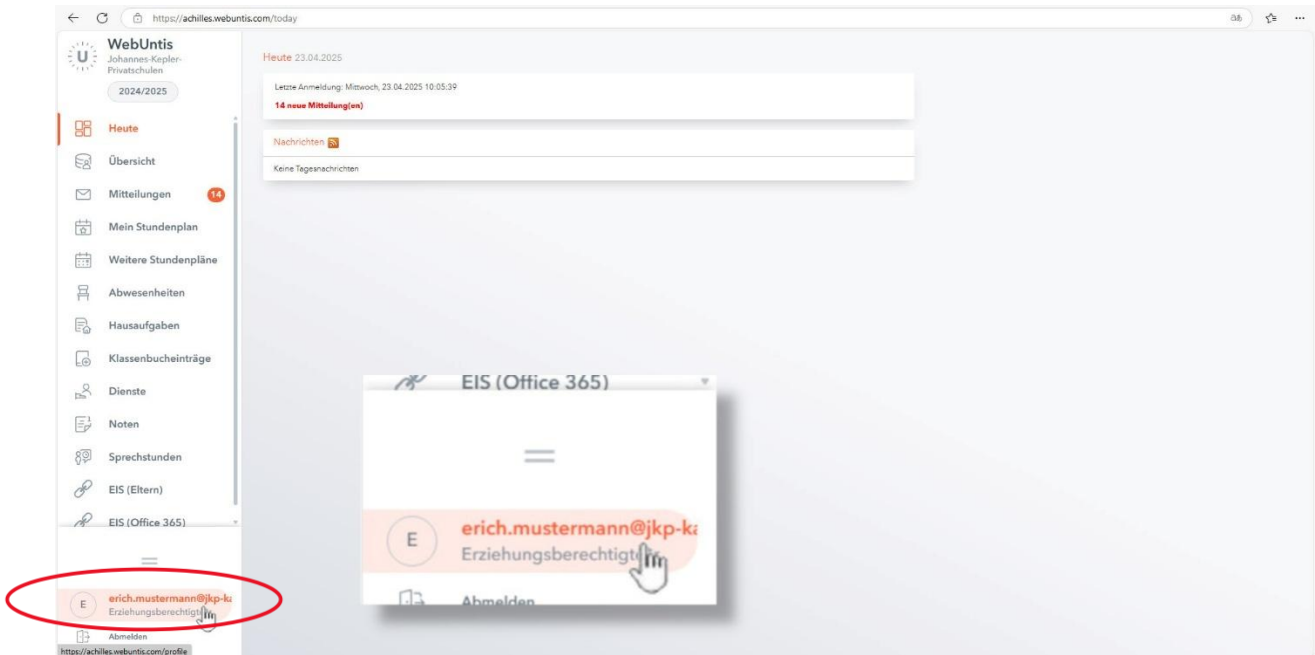 https://achilles.webuntis.com/today
WebUntis
Johannes-Kepler-
Privatschulen
2024/2025
Heute
Übersicht
Mitteilungen 14
Mein Stundenplan
Weitere Stundenpläne
Abwesenheiten
Hausaufgaben
Klassenbucheinträge
Dienste
Noten
Sprechstunden
EIS (Eltern)
EIS (Office 365)
E
erich.mustermann@jkp-ka
Erziehungsberechtigt
Abmelden
https://achilles.webuntis.com/profile
Heute 23.04.2025
Letzte Anmeldung: Mittwoch, 23.04.2025 10:05:39
14 neue Mitteilung(en)
Nachrichten
Keine Tagesnachrichten
EIS (Office 365)
E
erich.mustermann@jkp-ka
Erziehungsberechtigt
Abmelden